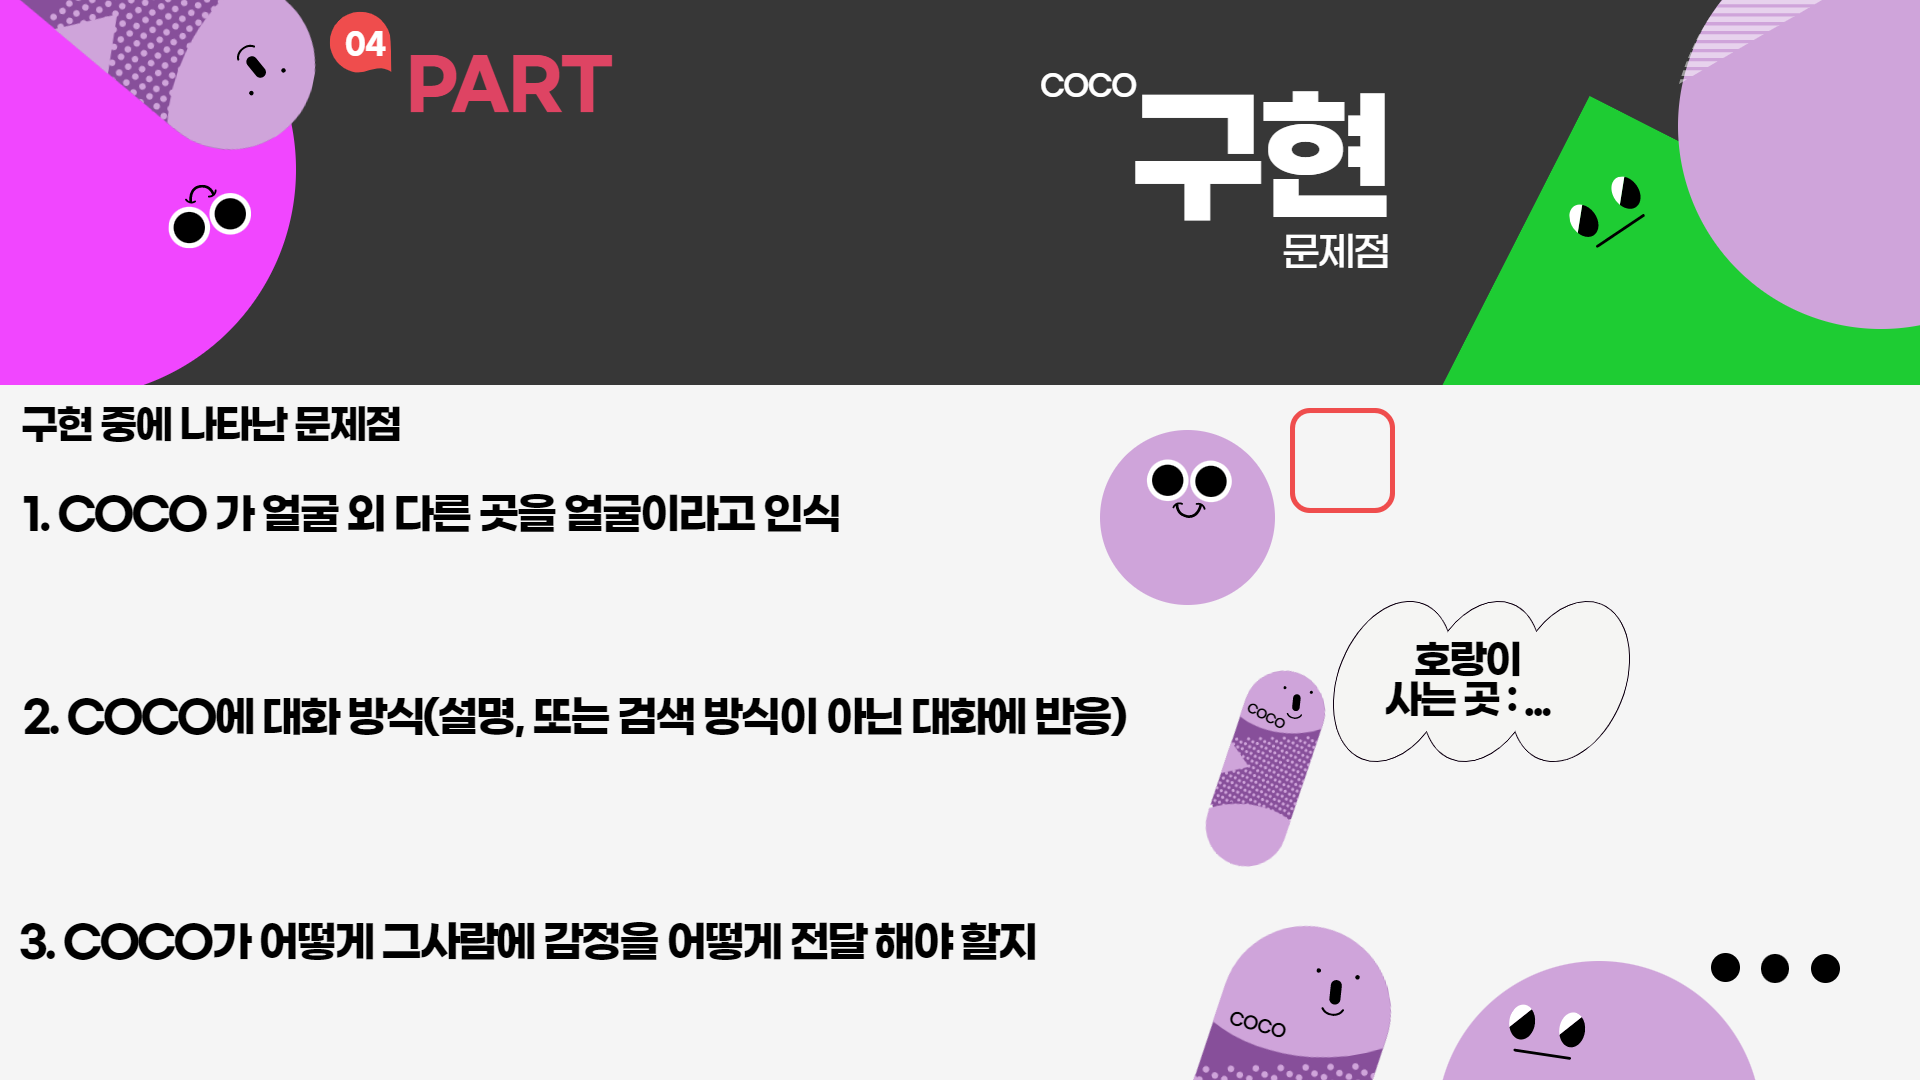 04
PART
COCO
구현
문제점
구현 중에 나타난 문제점
1. COCO 가 얼굴 외 다른 곳을 얼굴이라고 인식
호랑이
사는 곳 : ...
COCO
2. COCO에 대화 방식(설명, 또는 검색 방식이 아닌 대화에 반응)
3. COCO가 어떻게 그사람에 감정을 어떻게 전달 해야 할지
COCO